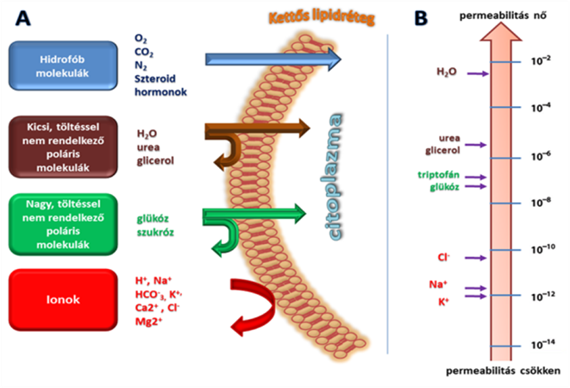 A
Kettős lipidréteg
Hidrofób
molekulák
O2
CO2
N2
Szteroid
hormonok
Kicsi, töltéssel
nem rendelkező
poláris
molekulák
H2O
urea
glicerol
Nagy, töltéssel
nem rendelkező
poláris
molekulák
glükóz
szukróz
Ionok
H+, Na+
HCO-3, K+,
Ca2+ , Cl-
Mg2+
citoplazma
B
permeabilitás nő
H2O
urea
glicerol
triptofán
glükóz
Cl-
Na+
K+
10-2
10-4
10-6
10-8
10-10
10-12
10-14
permeabilitás csökken